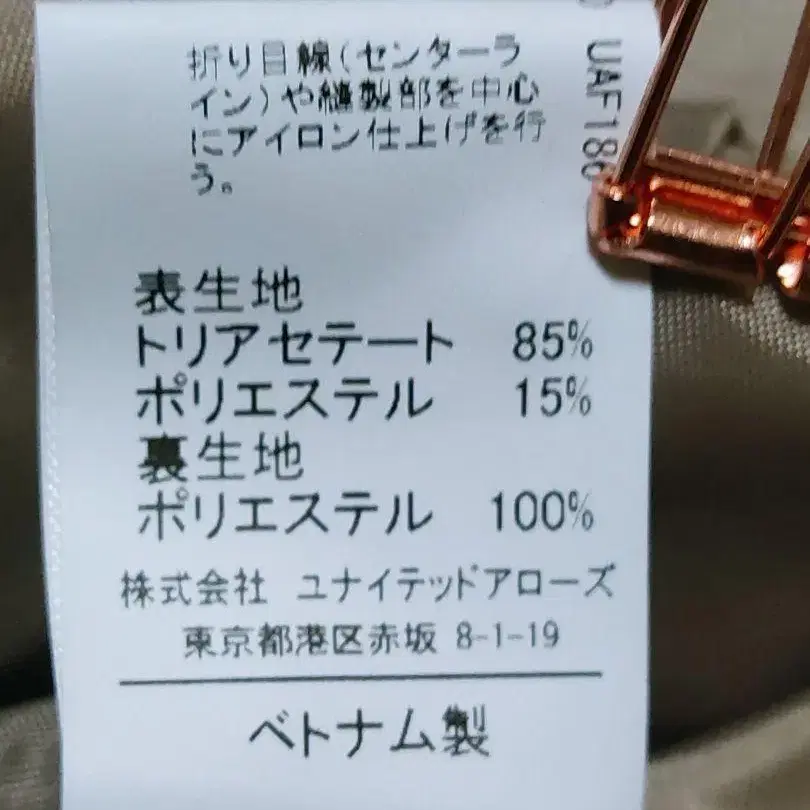 折り目線(センターラ
イン)や縫製部を中心
にアイロン仕上げを行
う。
表生地
トリアセテート 85%
ポリエステル 15%
裏生地
ポリエステル 100%
株式会社 ユナイテッドアローズ
東京都港区赤坂 8-1-19
ベトナム製